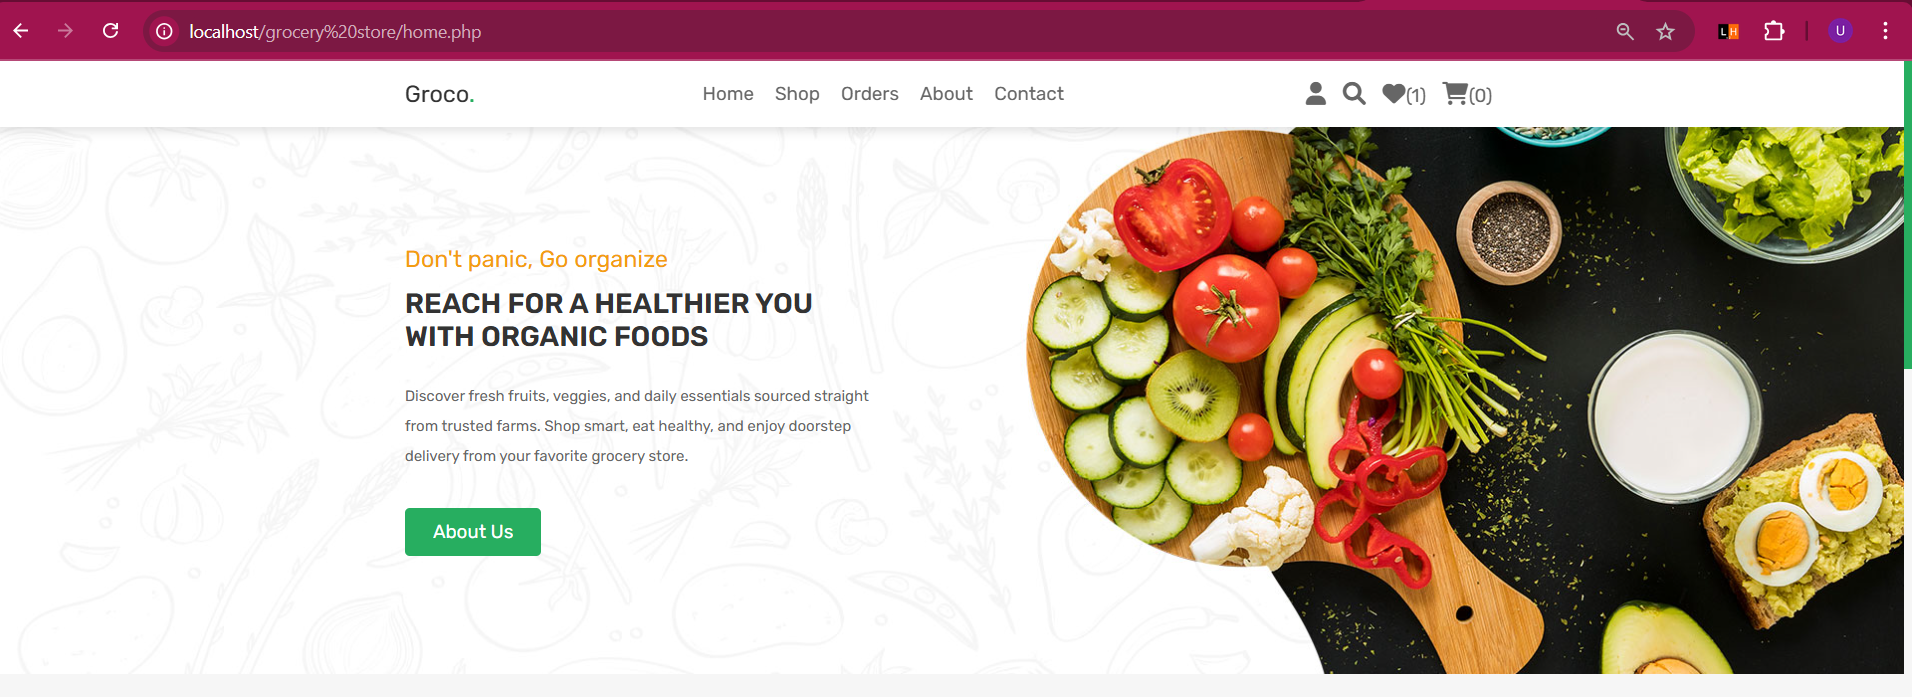 localhost/grocery%20store/home.php
LH
U
Groco.
Home Shop Orders About Contact
(1) (0)
Don't panic, Go organize
REACH FOR A HEALTHIER YOU
WITH ORGANIC FOODS
Discover fresh fruits, veggies, and daily essentials sourced straight
from trusted farms. Shop smart, eat healthy, and enjoy doorstep
delivery from your favorite grocery store.
About Us